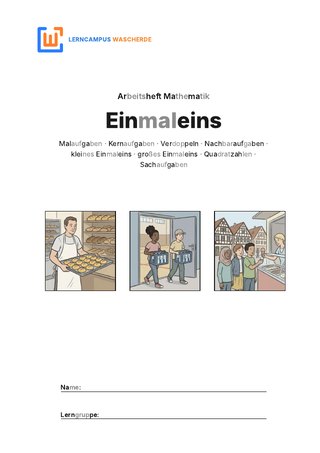 LERNCAMPUS WASCHERDE
Arbeitsheft Mathematik
Einmaleins
Malaufgaben · Kernaufgaben · Verdoppeln · Nachbaraufgaben ·
kleines Einmaleins · großes Einmaleins · Quadratzahlen ·
Sachaufgaben
Name:
Lerngruppe: